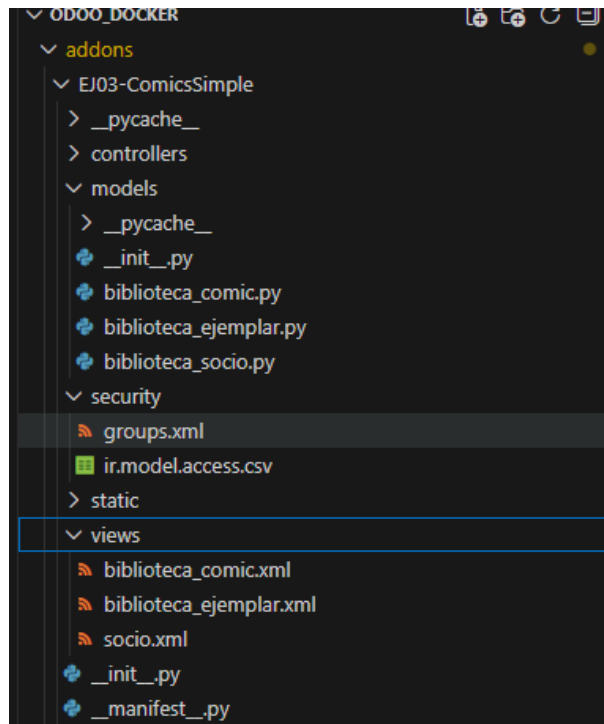 ODOO_DOCKER
addons
EJ03-ComicsSimple
__pycache__
controllers
models
__pycache__
__init__.py
biblioteca_comic.py
biblioteca_ejemplar.py
biblioteca_socio.py
security
groups.xml
ir.model.access.csv
static
views
biblioteca_comic.xml
biblioteca_ejemplar.xml
socio.xml
__init__.py
__manifest__.py